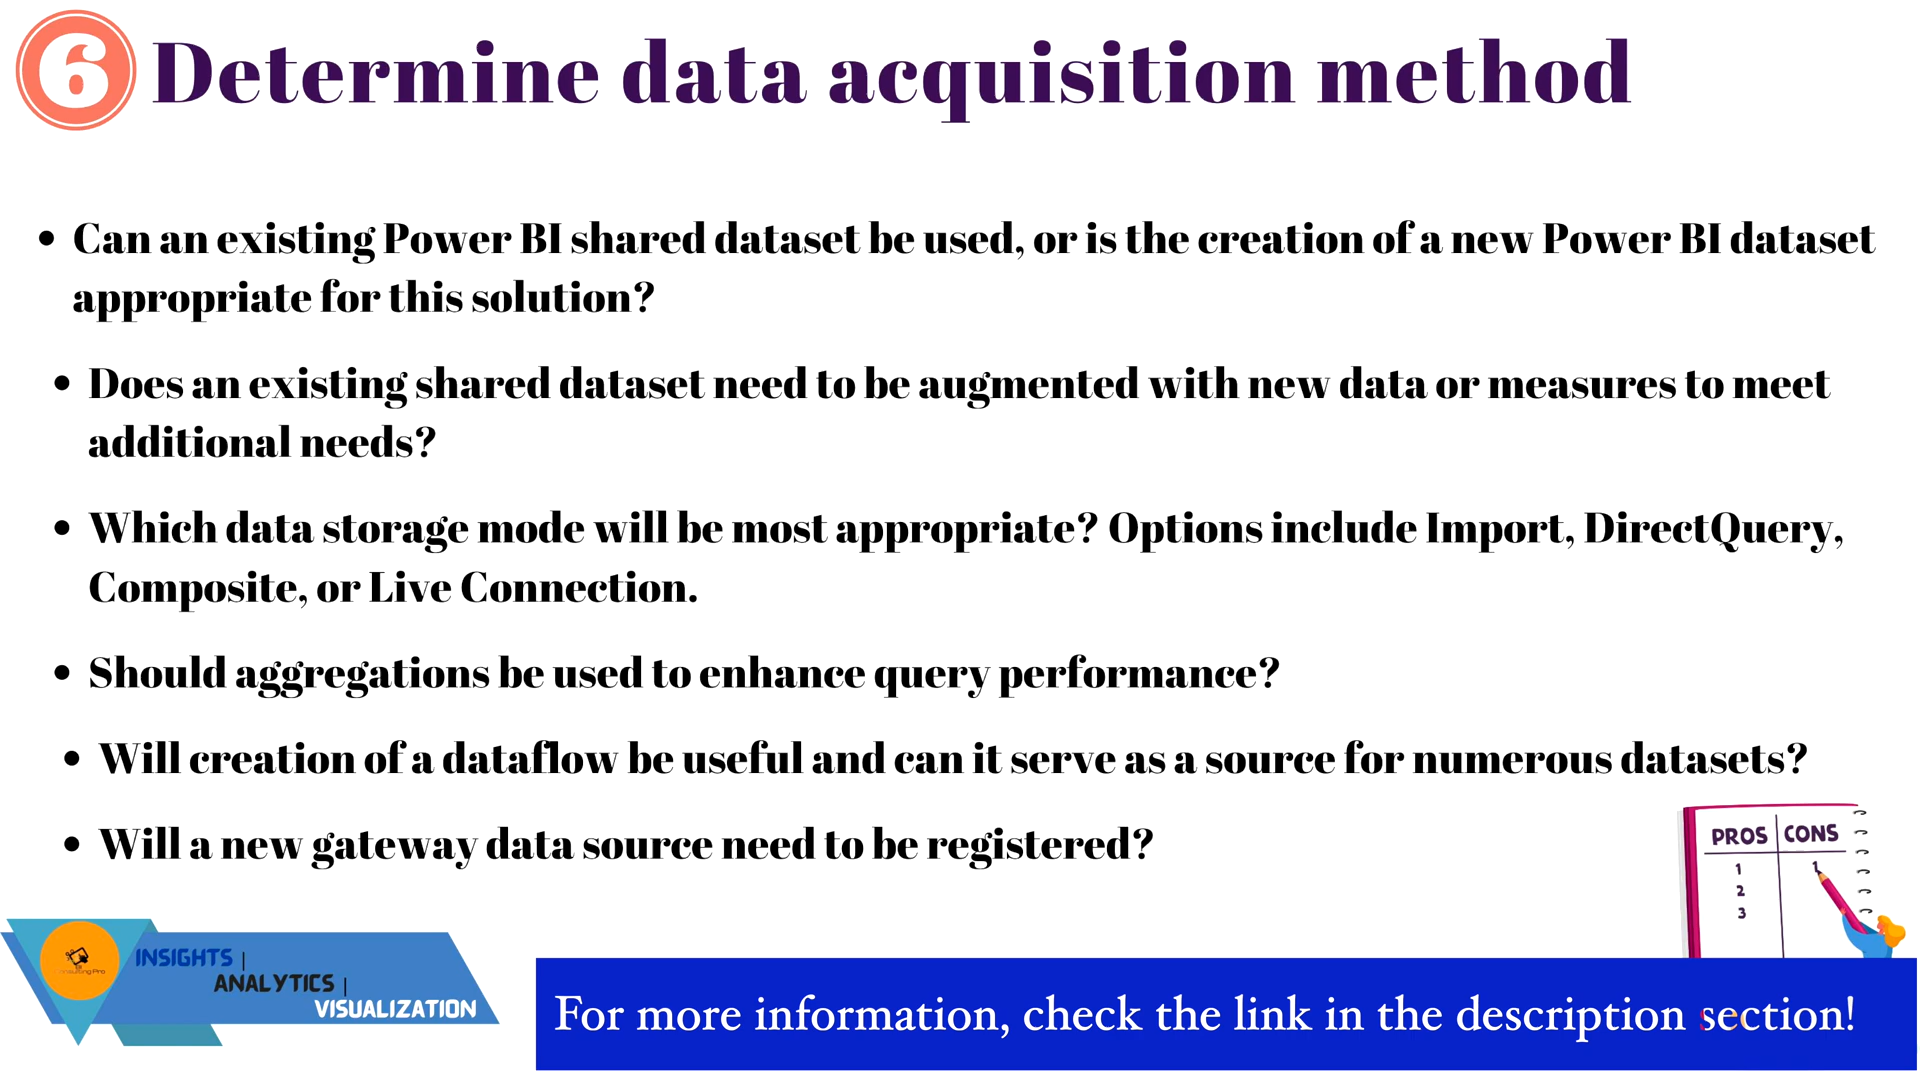 6 Determine data acquisition method
• Can an existing Power BI shared dataset be used, or is the creation of a new Power BI dataset
appropriate for this solution?
• Does an existing shared dataset need to be augmented with new data or measures to meet
additional needs?
• Which data storage mode will be most appropriate? Options include Import, DirectQuery,
Composite, or Live Connection.
• Should aggregations be used to enhance query performance?
• Will creation of a dataflow be useful and can it serve as a source for numerous datasets?
• Will a new gateway data source need to be registered?
PROS CONS
1 1
2
3
INSIGHTS |
ANALYTICS |
VISUALIZATION
For more information, check the link in the description section!